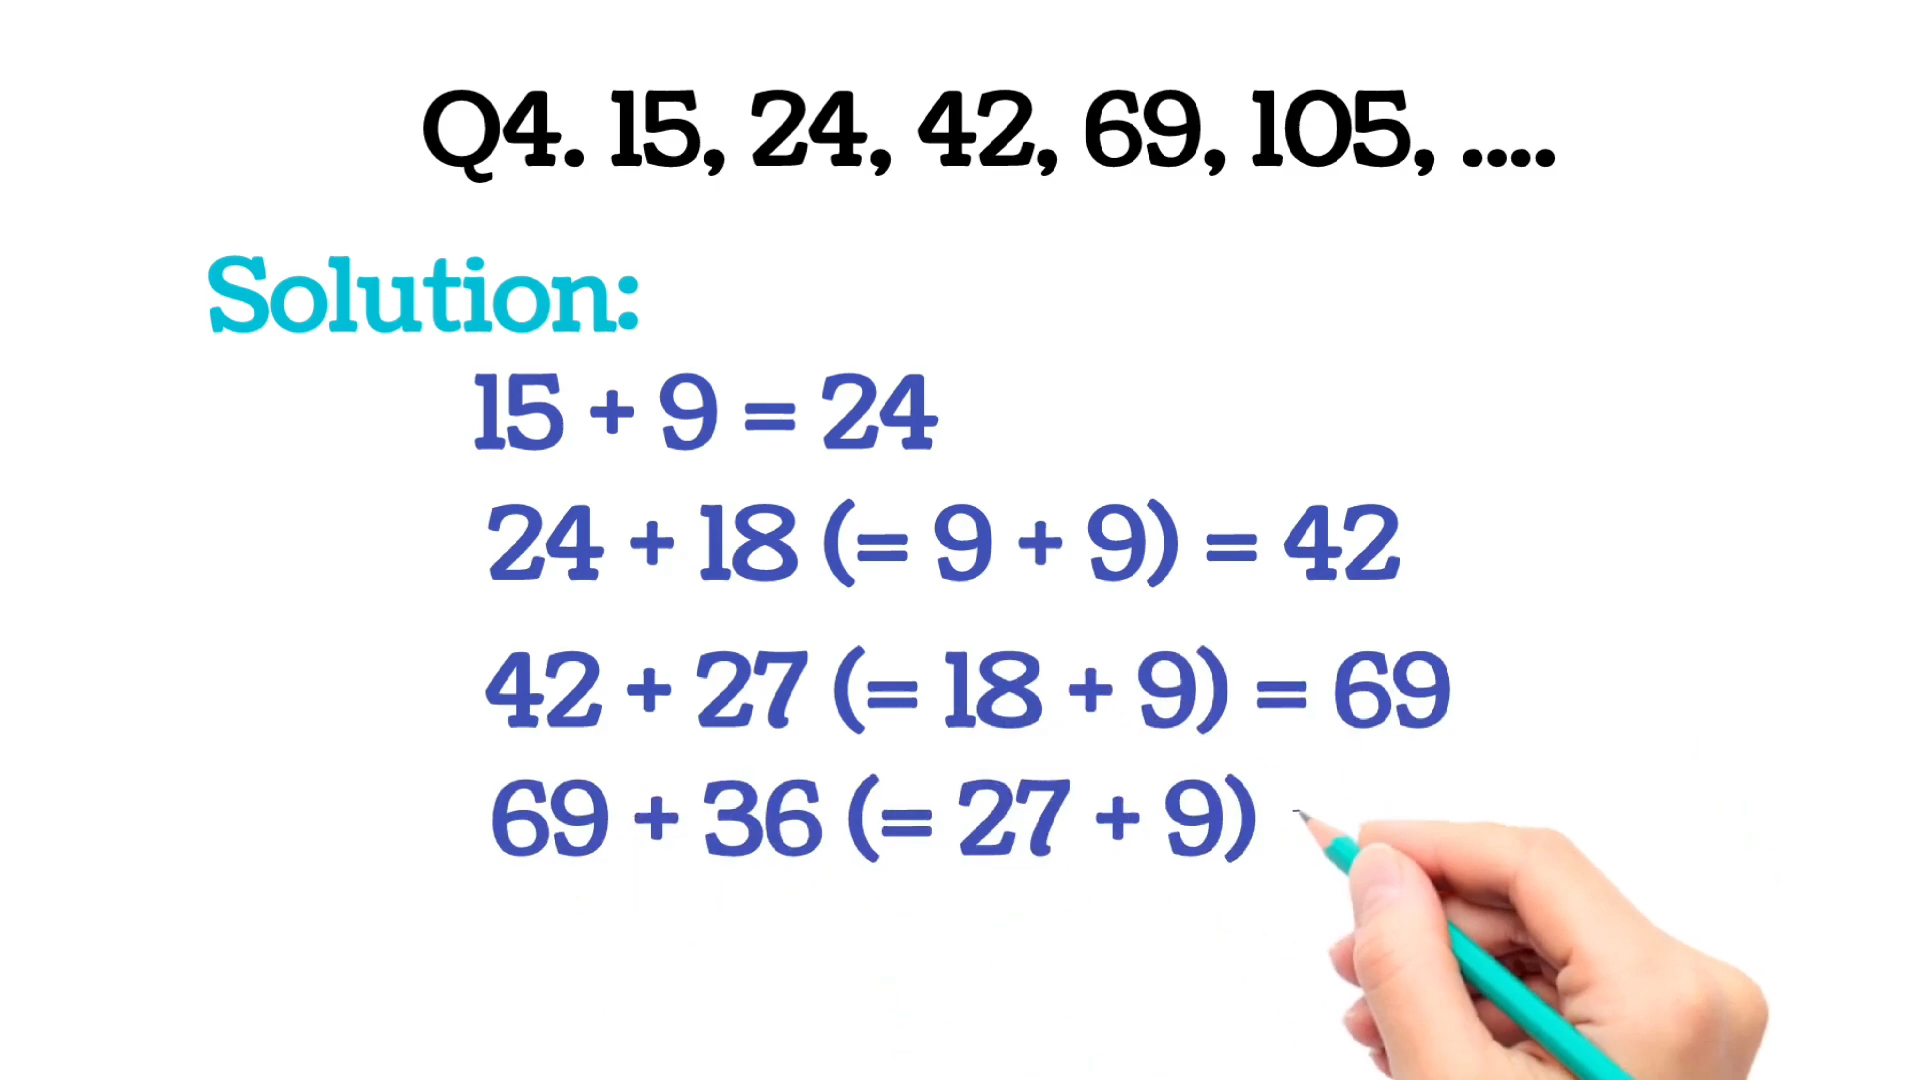 Q4. 15, 24, 42, 69, 105, ....
Solution:
15 + 9 = 24
24 + 18 (= 9 + 9) = 42
42 + 27 (= 18 + 9) = 69
69 + 36 (= 27 + 9)